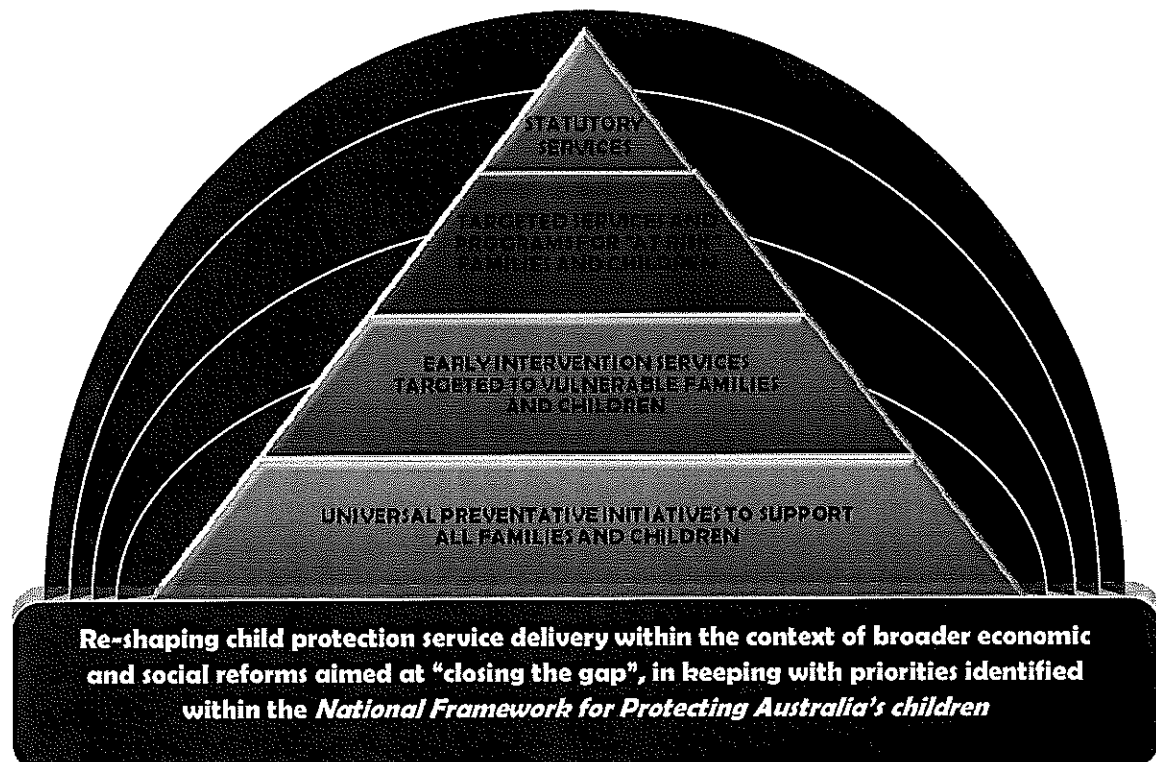 STATUTORY
SERVICES
TARGETED SERVICES AND
PROGRAMS FOR 'AT RISK'
FAMILIES AND CHILDREN
EARLY INTERVENTION SERVICES
TARGETED TO VULNERABLE FAMILIES
AND CHILDREN
UNIVERSAL PREVENTATIVE INITIATIVES TO SUPPORT
ALL FAMILIES AND CHILDREN
Re-shaping child protection service delivery within the context of broader economic
and social reforms aimed at “closing the gap”, in keeping with priorities identified
within the National Framework for Protecting Australia’s children